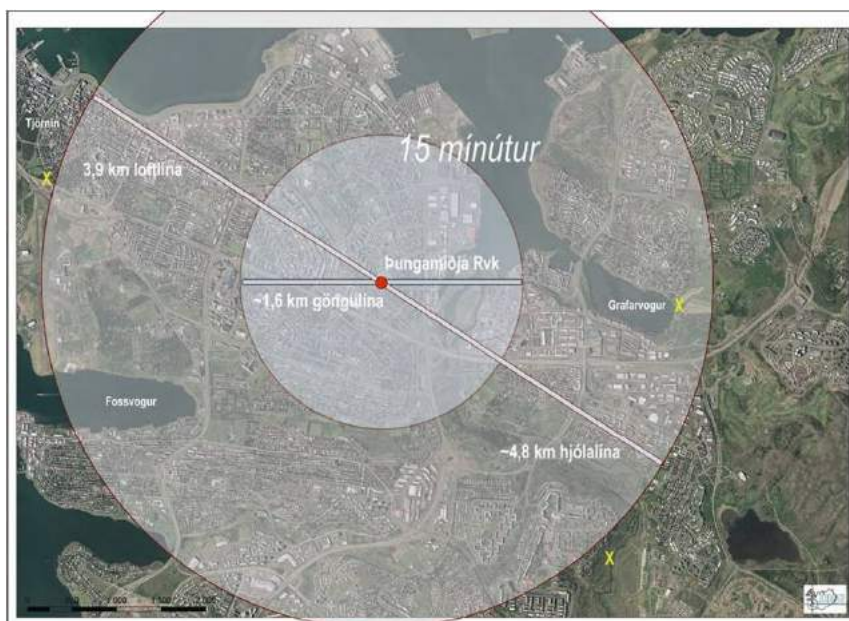 15 mínútur
Tjörnin
3,9 km loftlína
Þungamiðja Rvk
~1,6 km göngulína
Grafarvogur
Fossvogur
~4,8 km hjólalína
X
X
X
0